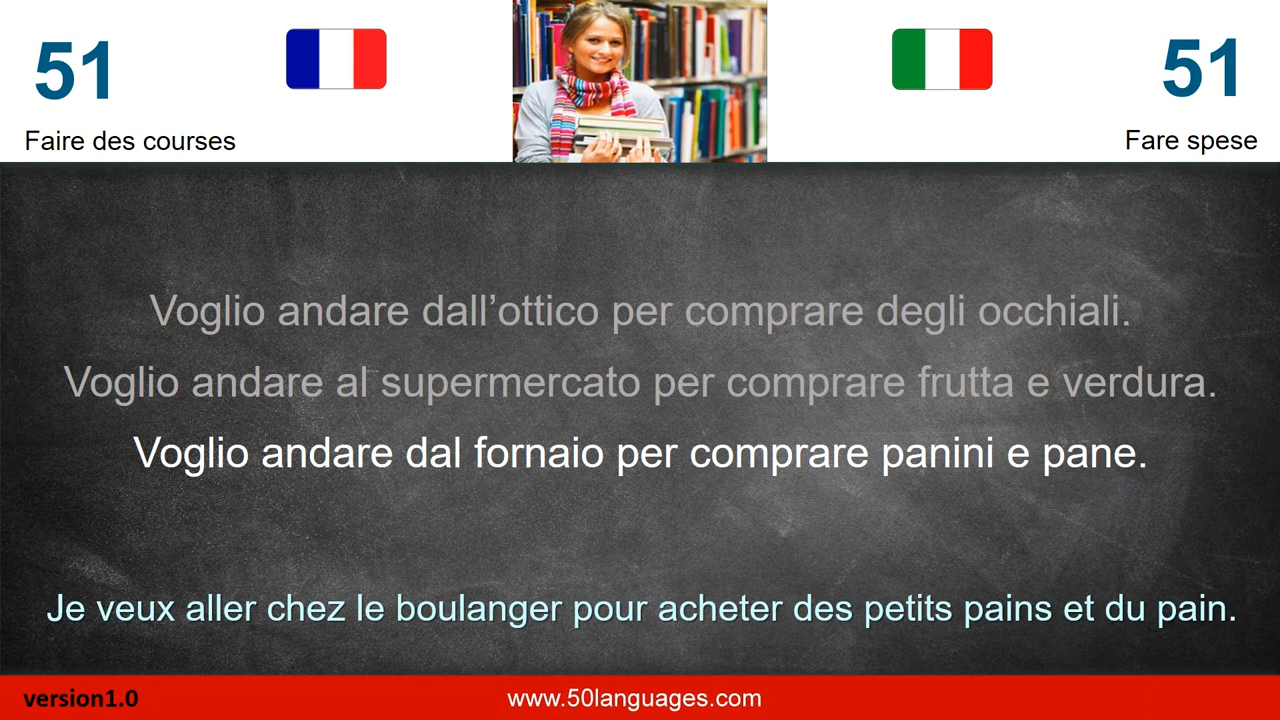 51
51
Faire des courses
Fare spese
Voglio andare dall’ottico per comprare degli occhiali.
Voglio andare al supermercato per comprare frutta e verdura.
Voglio andare dal fornaio per comprare panini e pane.
Je veux aller chez le boulanger pour acheter des petits pains et du pain.
version1.0
www.50languages.com